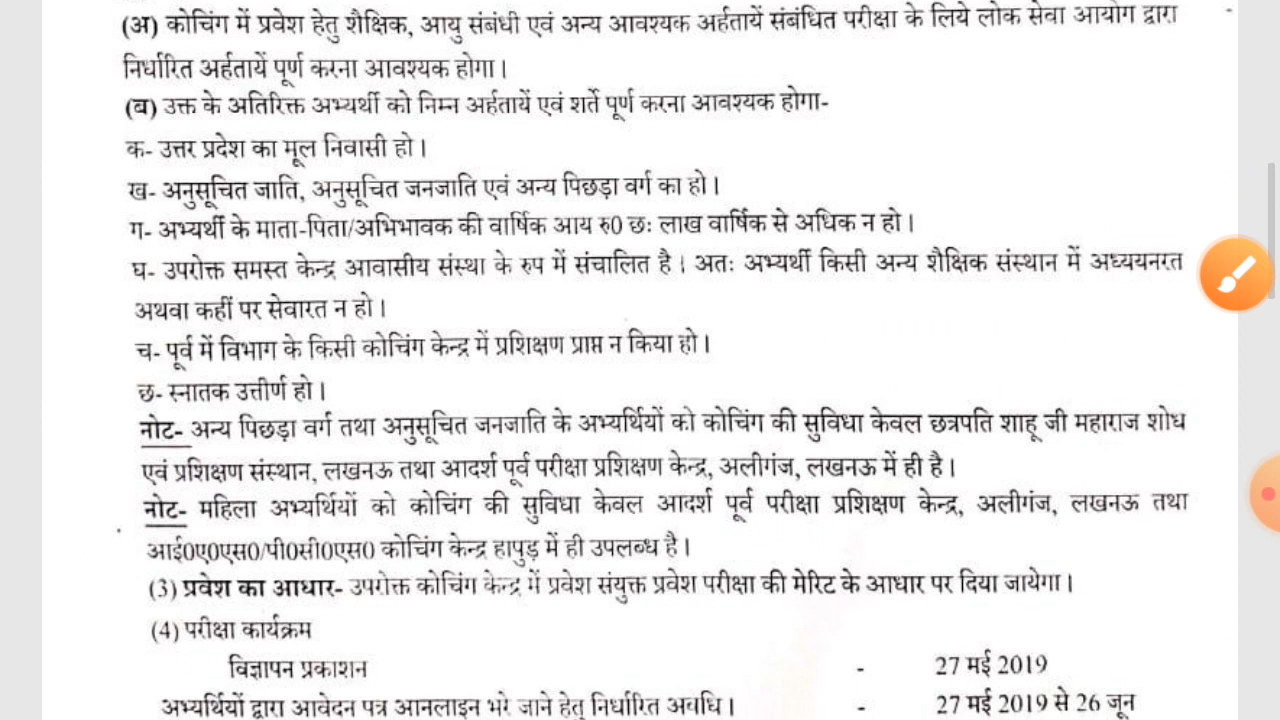 (अ) कोचिंग में प्रवेश हेतु शैक्षिक, आयु संबंधी एवं अन्य आवश्यक अर्हतायें संबंधित परीक्षा के लिये लोक सेवा आयोग द्वारा
निर्धारित अर्हतायें पूर्ण करना आवश्यक होगा।
(ब) उक्त के अतिरिक्त अभ्यर्थी को निम्न अर्हतायें एवं शर्ते पूर्ण करना आवश्यक होगा-
क- उत्तर प्रदेश का मूल निवासी हो।
ख- अनुसूचित जाति, अनुसूचित जनजाति एवं अन्य पिछड़ा वर्ग का हो।
ग- अभ्यर्थी के माता-पिता/अभिभावक की वार्षिक आय रु0 छः लाख वार्षिक से अधिक न हो।
घ- उपरोक्त समस्त केन्द्र आवासीय संस्था के रुप में संचालित है। अतः अभ्यर्थी किसी अन्य शैक्षिक संस्थान में अध्ययनरत
अथवा कहीं पर सेवारत न हो।
च- पूर्व में विभाग के किसी कोचिंग केन्द्र में प्रशिक्षण प्राप्त न किया हो।
छ- स्नातक उत्तीर्ण हो।
नोट- अन्य पिछड़ा वर्ग तथा अनुसूचित जनजाति के अभ्यर्थियों को कोचिंग की सुविधा केवल छत्रपति शाहू जी महाराज शोध
एवं प्रशिक्षण संस्थान, लखनऊ तथा आदर्श पूर्व परीक्षा प्रशिक्षण केन्द्र, अलीगंज, लखनऊ में ही है।
नोट- महिला अभ्यर्थियों को कोचिंग की सुविधा केवल आदर्श पूर्व परीक्षा प्रशिक्षण केन्द्र, अलीगंज, लखनऊ तथा
आई0ए0एस0/पी0सी0एस0 कोचिंग केन्द्र हापुड़ में ही उपलब्ध है।
(3) प्रवेश का आधार- उपरोक्त कोचिंग केन्द्र में प्रवेश संयुक्त प्रवेश परीक्षा की मेरिट के आधार पर दिया जायेगा।
(4) परीक्षा कार्यक्रम
विज्ञापन प्रकाशन - 27 मई 2019
अभ्यर्थियों द्वारा आवेदन पत्र आनलाइन भरे जाने हेतु निर्धारित अवधि। - 27 मई 2019 से 26 जून